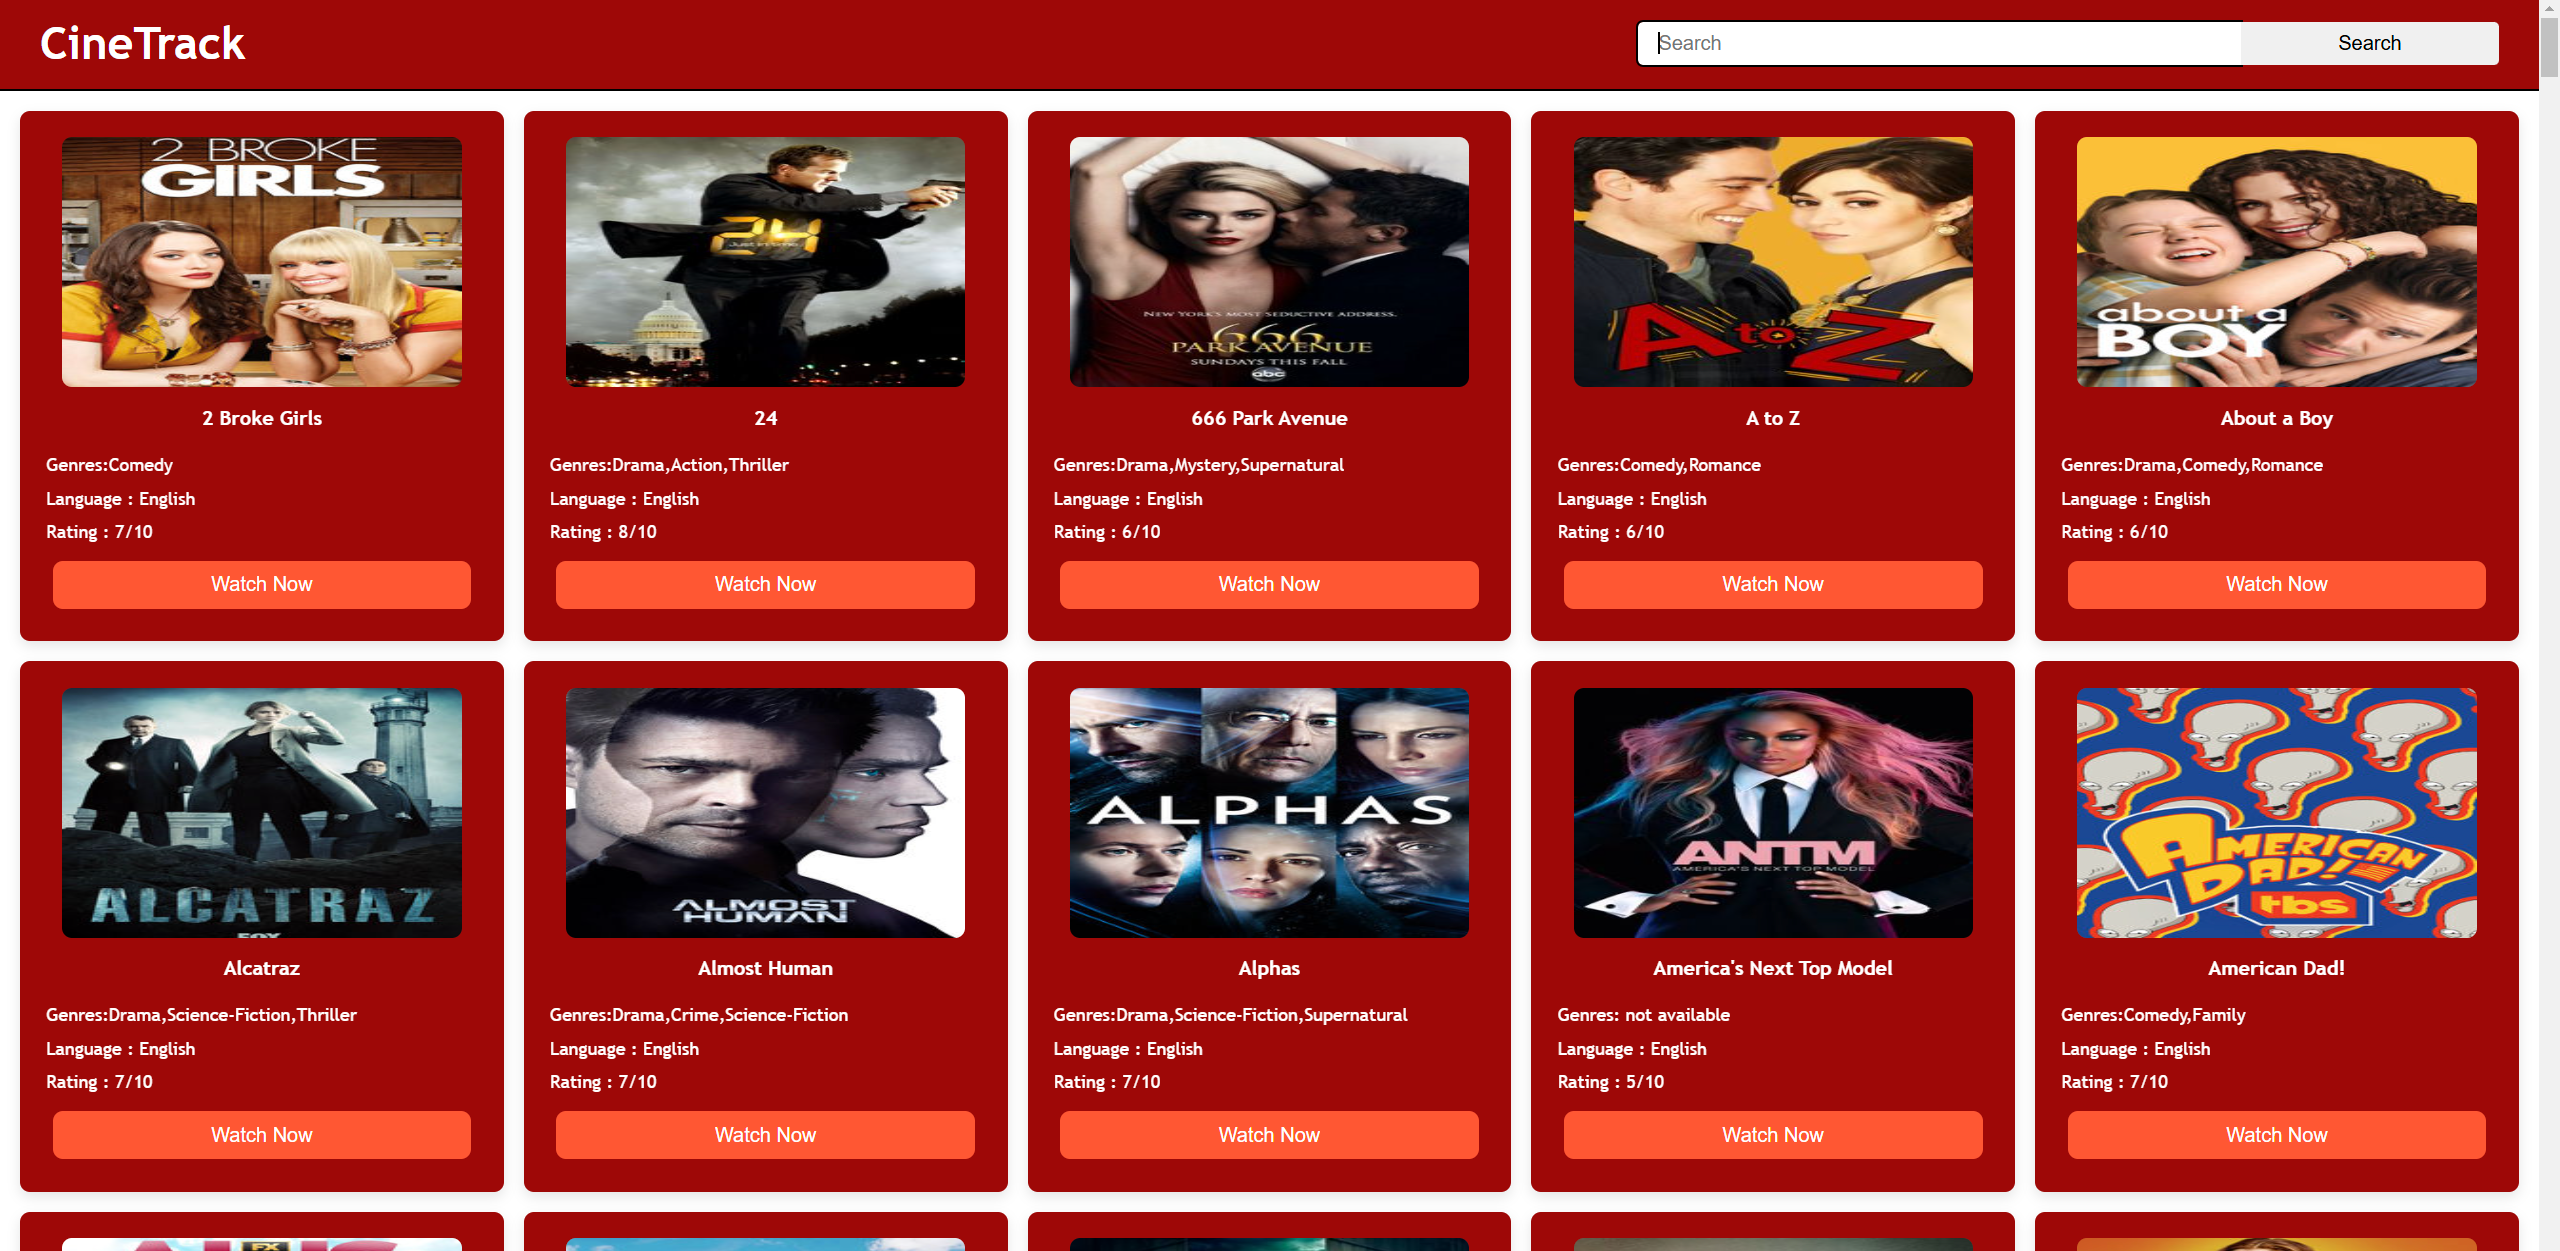 CineTrack
Search
Search
2 BROKE
GIRLS
24
Just in time.
NEW YORK'S MOST SEDUCTIVE ADDRESS.
666
PARK AVENUE
SUNDAYS THIS FALL
abc
A to Z
about a
BOY
2 Broke Girls
24
666 Park Avenue
A to Z
About a Boy
Genres:Comedy
Genres:Drama,Action,Thriller
Genres:Drama,Mystery,Supernatural
Genres:Comedy,Romance
Genres:Drama,Comedy,Romance
Language : English
Language : English
Language : English
Language : English
Language : English
Rating : 7/10
Rating : 8/10
Rating : 6/10
Rating : 6/10
Rating : 6/10
Watch Now
Watch Now
Watch Now
Watch Now
Watch Now
ALCATRAZ
FOX
ALMOST
HUMAN
ALPHAS
ANTM
AMERICA'S NEXT TOP MODEL
AMERICAN
DAD!
tbs
Alcatraz
Almost Human
Alphas
America's Next Top Model
American Dad!
Genres:Drama,Science-Fiction,Thriller
Genres:Drama,Crime,Science-Fiction
Genres:Drama,Science-Fiction,Supernatural
Genres: not available
Genres:Comedy,Family
Language : English
Language : English
Language : English
Language : English
Language : English
Rating : 7/10
Rating : 7/10
Rating : 7/10
Rating : 5/10
Rating : 7/10
Watch Now
Watch Now
Watch Now
Watch Now
Watch Now
FX